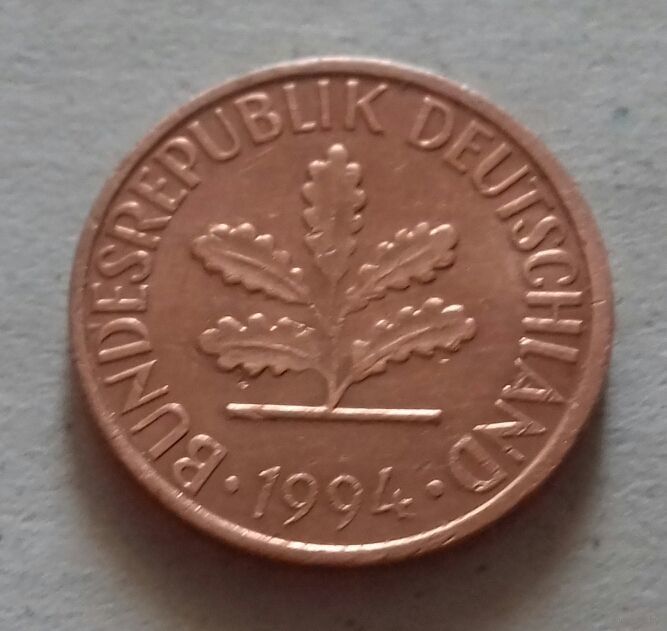 BUNDESREPUBLIK DEUTSCHLAND
· 1994 ·